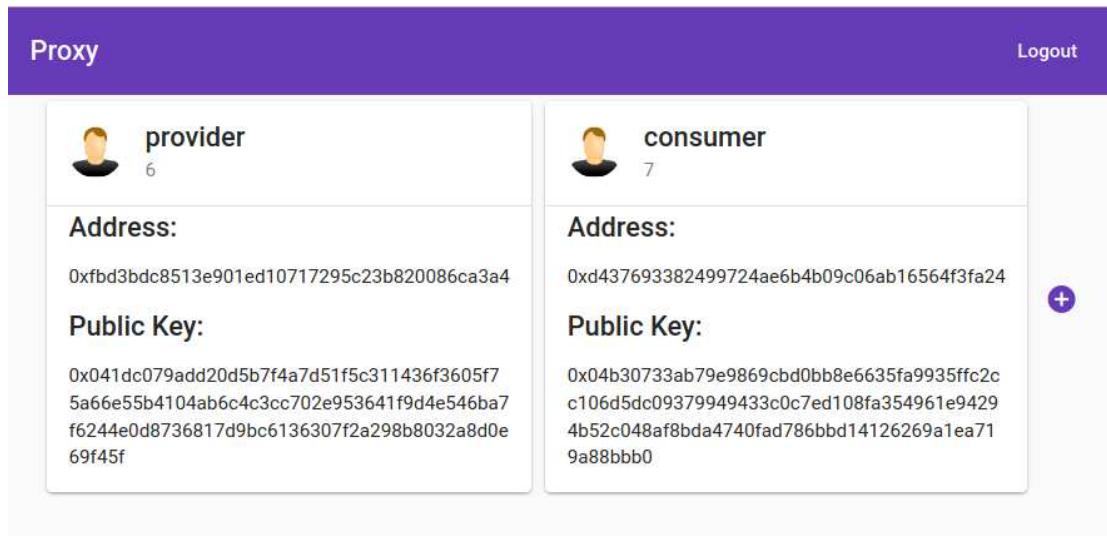 Proxy
Logout
provider
6
Address:
0xfbd3bdc8513e901ed10717295c23b820086ca3a4
Public Key:
0x041dc079add20d5b7f4a7d51f5c311436f3605f7
5a66e55b4104ab6c4c3cc702e953641f9d4e546ba7
f6244e0d8736817d9bc6136307f2a298b8032a8d0e
69f45f
consumer
7
Address:
0xd437693382499724ae6b4b09c06ab16564f3fa24
Public Key:
0x04b30733ab79e9869cbd0bb8e6635fa9935ffc2c
c106d5dc09379949433c0c7ed108fa354961e94294
4b52c048af8bda4740fad786bbd14126269a1ea71
9a88bbb0